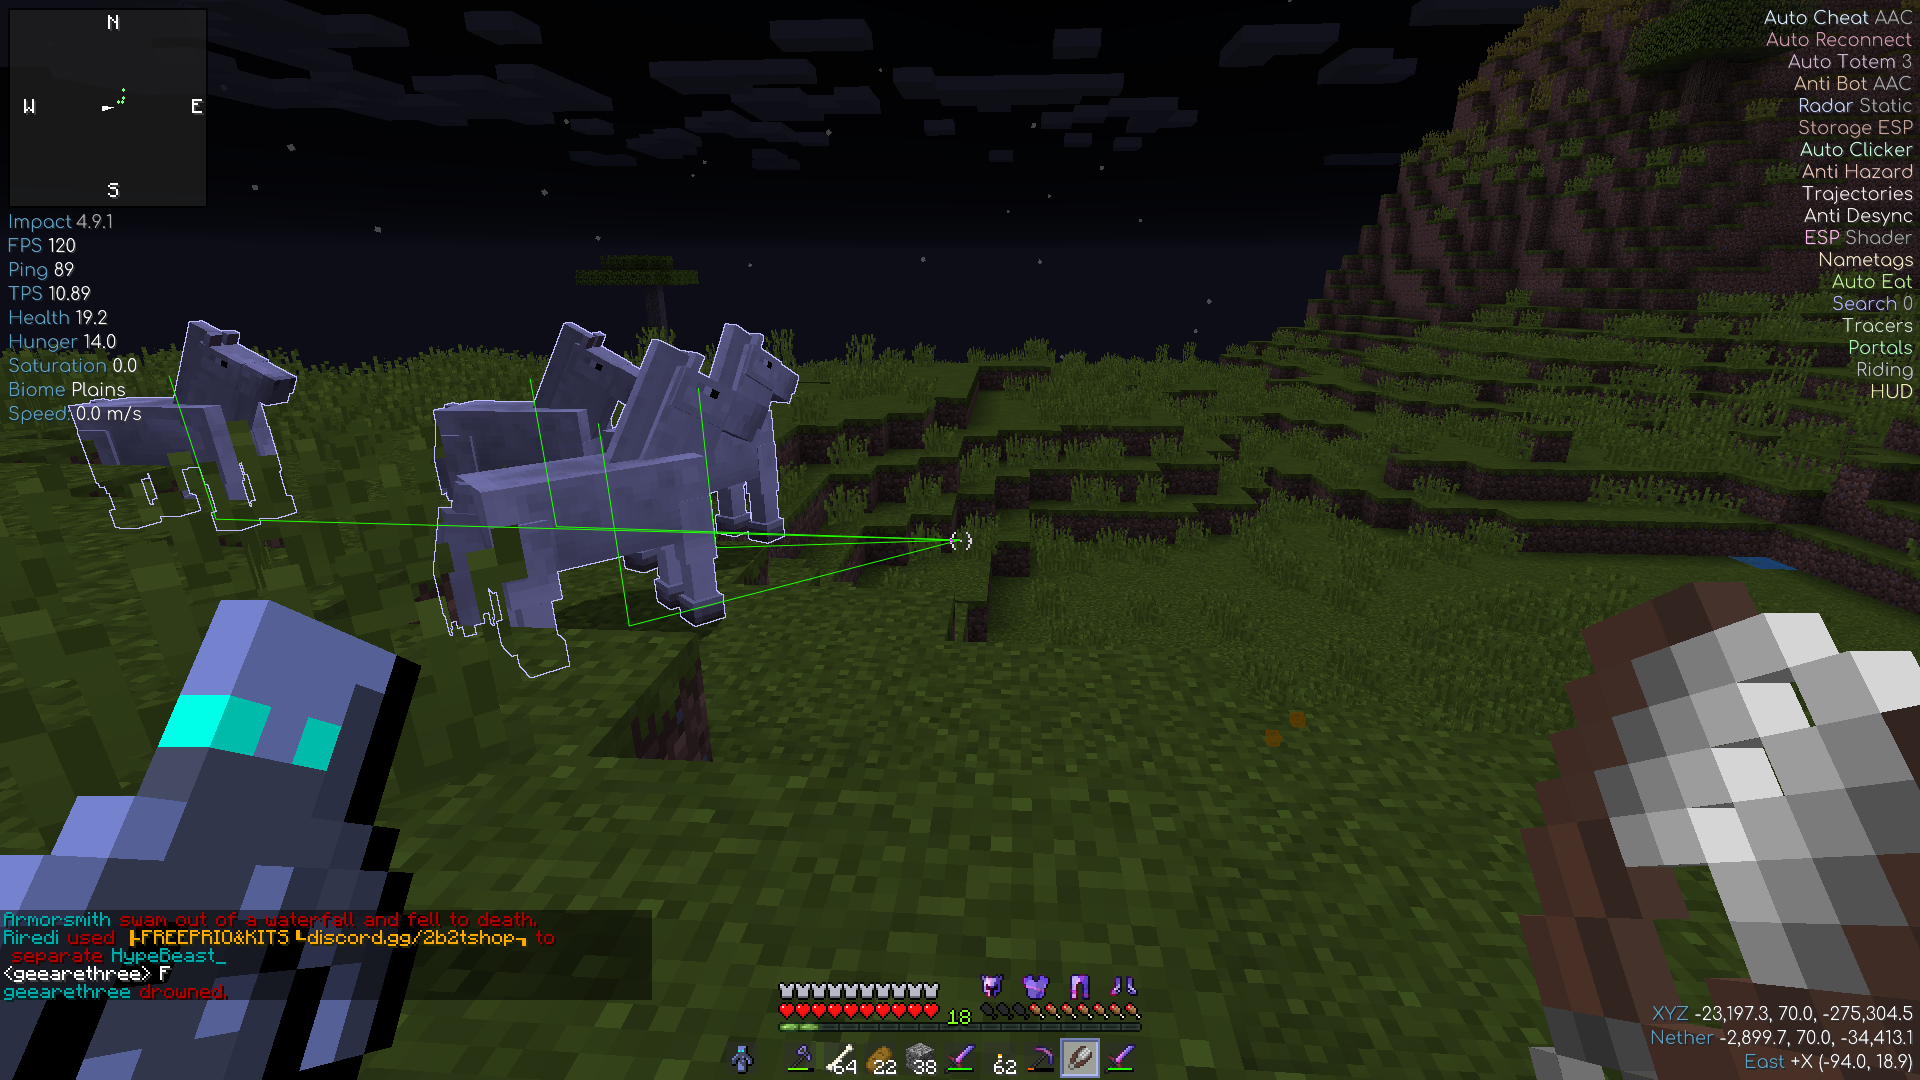 N
W E
S
Impact 4.9.1
FPS 120
Ping 89
TPS 10.89
Health 19.2
Hunger 14.0
Saturation 0.0
Biome Plains
Speed: 0.0 m/s
Auto Cheat AAC
Auto Reconnect
Auto Totem 3
Anti Bot AAC
Radar Static
Storage ESP
Auto Clicker
Anti Hazard
Trajectories
Anti Desync
ESP Shader
Nametags
Auto Eat
Search 0
Tracers
Portals
Riding
HUD
Armorsmith swam out of a waterfall and fell to death.
Riredi used ┣FREEPRIO&KITS ┗discord.gg/2b2tshop┓ to
separate HypeBeast_
<geearethree> F
geearethree drowned.
18
64 22 38 62
XYZ -23,197.3, 70.0, -275,304.5
Nether -2,899.7, 70.0, -34,413.1
East +X (-94.0, 18.9)